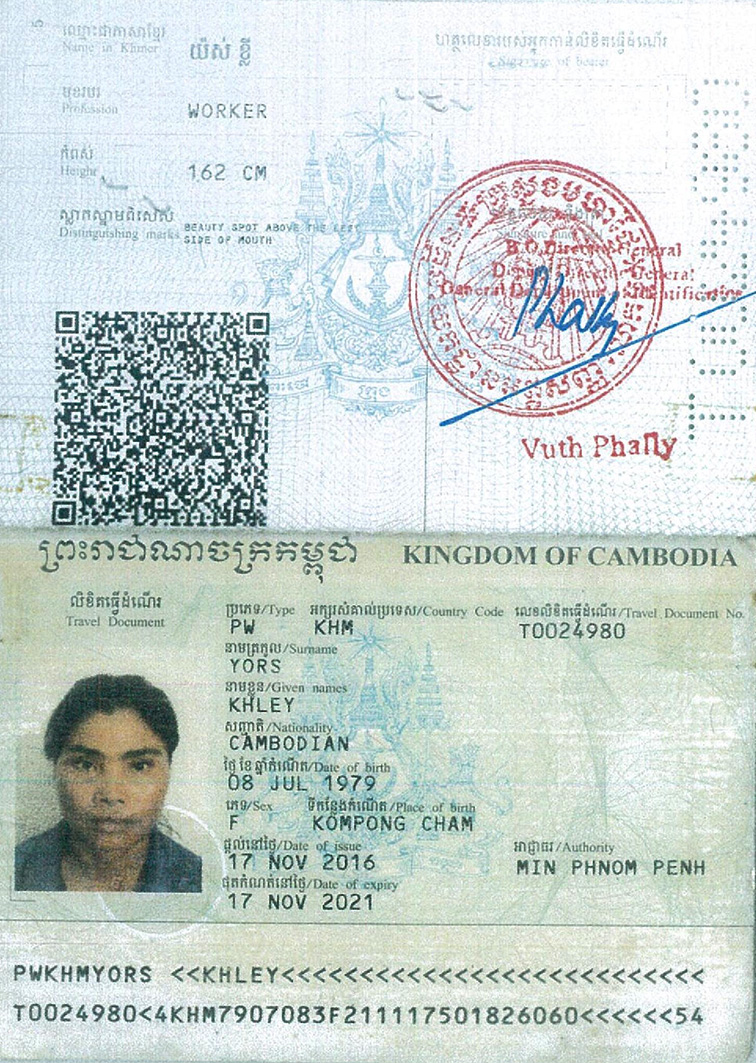 ឈ្មោះជាភាសាខ្មែរ
Name in Khmer
យ៉ស់ ខ្លី
ហត្ថលេខារបស់អ្នកកាន់លិខិតធ្វើដំណើរ
Signature of bearer
មុខរបរ
Profession
WORKER
កំពស់
Height
162 CM
ស្លាកស្នាមពិសេស
Distinguishing marks
BEAUTY SPOT ABOVE THE LEFT
SIDE OF MOUTH
General
General
Phally
Vuth Phally
ព្រះរាជាណាចក្រកម្ពុជា KINGDOM OF CAMBODIA
លិខិតធ្វើដំណើរ
Travel Document
ប្រភេទ/Type អក្សរសំគាល់ប្រទេស/Country Code លេខលិខិតធ្វើដំណើរ/Travel Document No.
PW KHM T0024980
នាមត្រកូល/Surname
YORS
នាមខ្លួន/Given names
KHLEY
សញ្ជាតិ/Nationality
CAMBODIAN
ថ្ងៃ ខែ ឆ្នាំកំណើត/Date of birth
08 JUL 1979
ភេទ/Sex ទីកន្លែងកំណើត/Place of birth
F KOMPONG CHAM
ផ្តល់នៅថ្ងៃ/Date of issue អាជ្ញាធរ/Authority
17 NOV 2016 MIN PHNOM PENH
ផុតកំណត់នៅថ្ងៃ/Date of expiry
17 NOV 2021
PWKHMYORS <<KHLEY<<<<<<<<<<<<<<<<<<<<<<<<<<<
T0024980<4KHM7907083F2111117501826060<<<<<<54